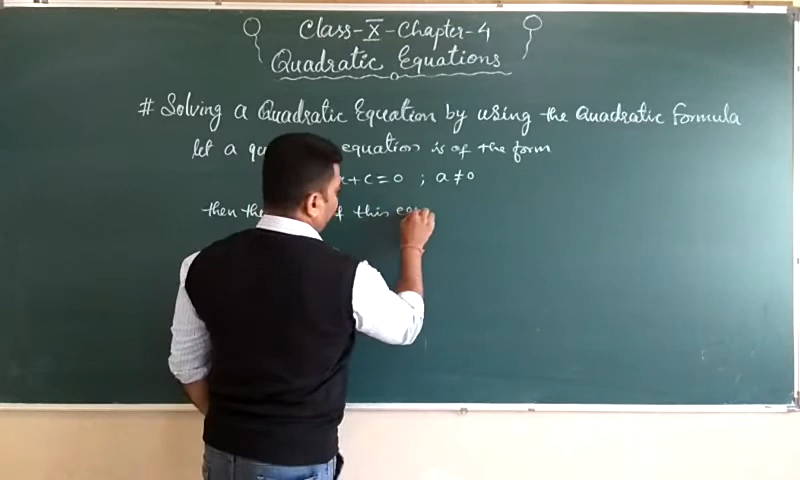 Class-X-Chapter-4
Quadratic Equations
# Solving a Quadratic Equation by using the Quadratic Formula
let a equation is of the form
+c=0 ; a≠0
then the this